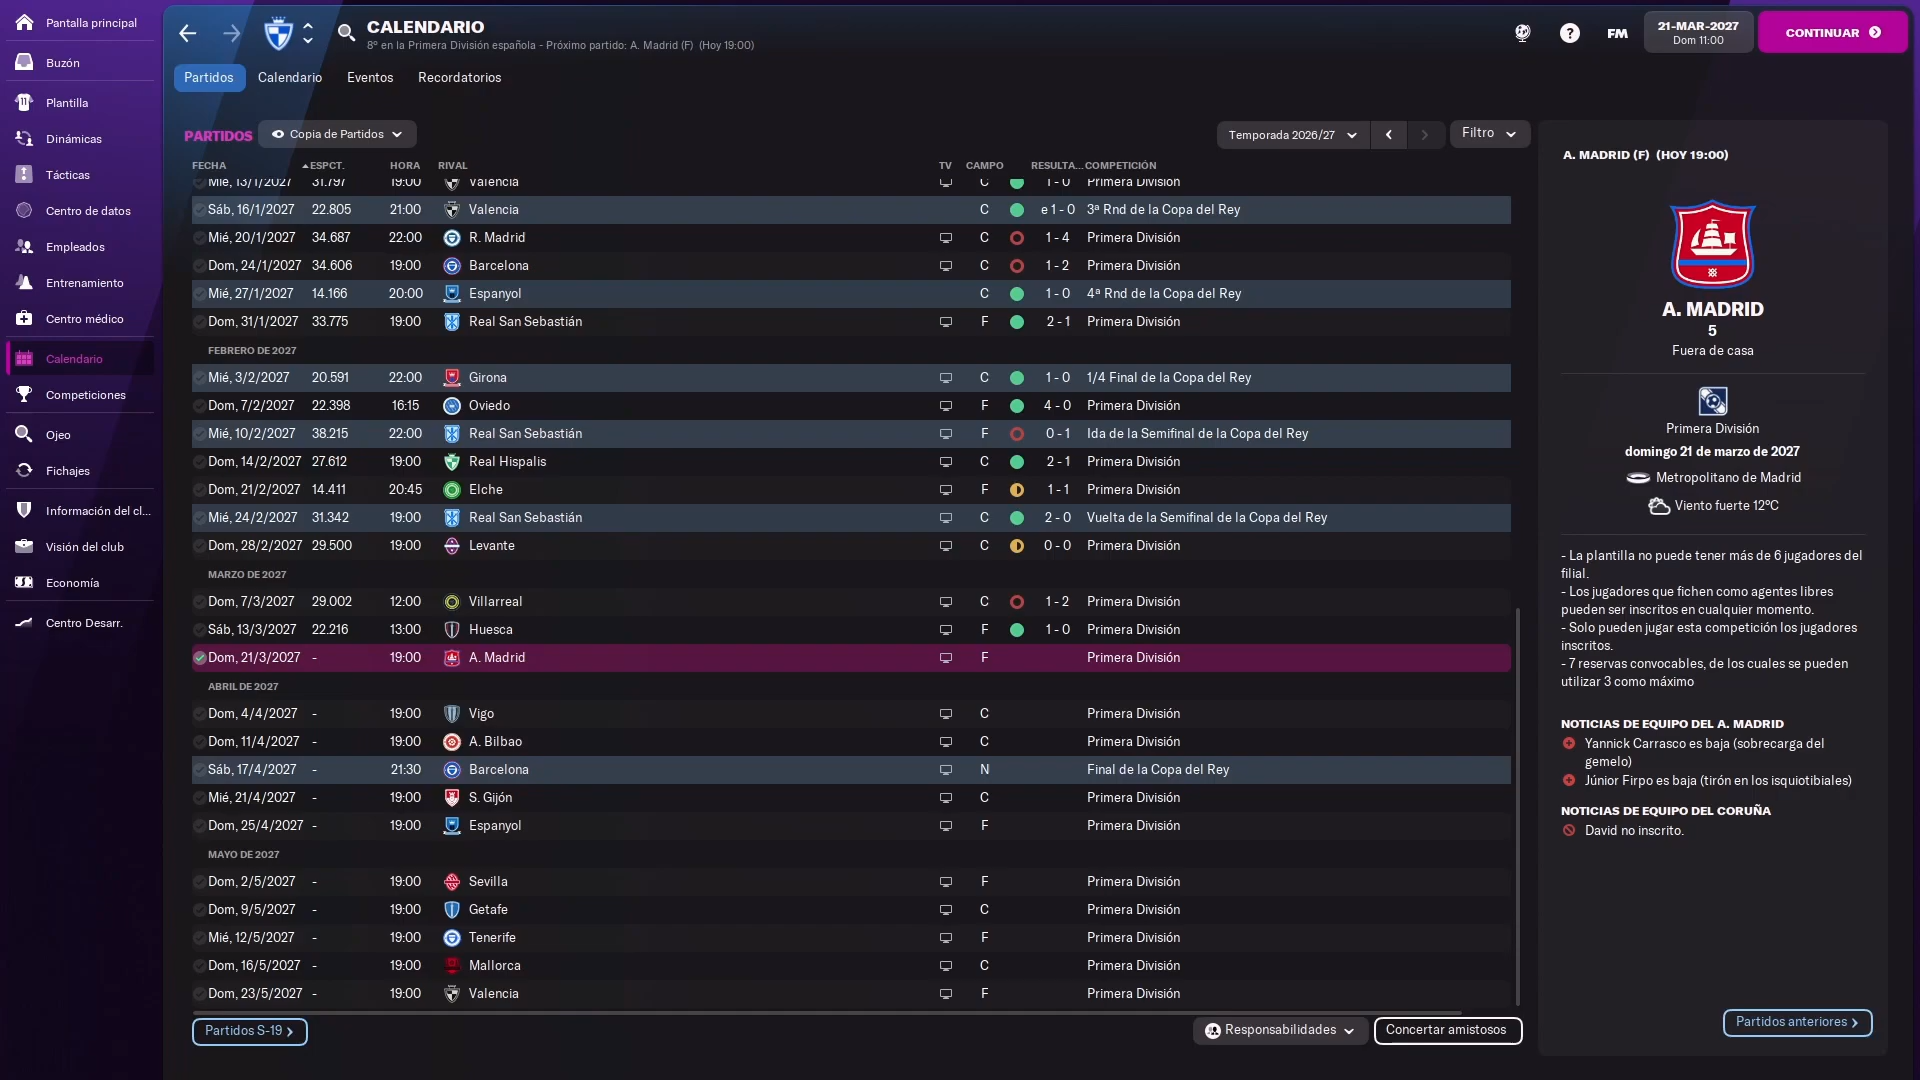 Pantalla principal
Buzón
Plantilla
Dinámicas
Tácticas
Centro de datos
Empleados
Entrenamiento
Centro médico
Calendario
Competiciones
Ojeo
Fichajes
Información del cl...
Visión del club
Economía
Centro Desarr.
CALENDARIO
8º en la Primera División española - Próximo partido: A. Madrid (F) (Hoy 19:00)
FM
21-MAR-2027
Dom 11:00
CONTINUAR
Partidos Calendario Eventos Recordatorios
PARTIDOS Copia de Partidos
Temporada 2026/27 Filtro
FECHA ESPCT. HORA RIVAL TV CAMPO RESULTA... COMPETICIÓN
Mié, 13/1/2027 31.797 19:00 Valencia C 1 - 0 Primera División
Sáb, 16/1/2027 22.805 21:00 Valencia C e 1 - 0 3ª Rnd de la Copa del Rey
Mié, 20/1/2027 34.687 22:00 R. Madrid C 1 - 4 Primera División
Dom, 24/1/2027 34.606 19:00 Barcelona C 1 - 2 Primera División
Mié, 27/1/2027 14.166 20:00 Espanyol C 1 - 0 4ª Rnd de la Copa del Rey
Dom, 31/1/2027 33.775 19:00 Real San Sebastián F 2 - 1 Primera División
FEBRERO DE 2027
Mié, 3/2/2027 20.591 22:00 Girona C 1 - 0 1/4 Final de la Copa del Rey
Dom, 7/2/2027 22.398 16:15 Oviedo F 4 - 0 Primera División
Mié, 10/2/2027 38.215 22:00 Real San Sebastián F 0 - 1 Ida de la Semifinal de la Copa del Rey
Dom, 14/2/2027 27.612 19:00 Real Hispalis C 2 - 1 Primera División
Dom, 21/2/2027 14.411 20:45 Elche F 1 - 1 Primera División
Mié, 24/2/2027 31.342 19:00 Real San Sebastián C 2 - 0 Vuelta de la Semifinal de la Copa del Rey
Dom, 28/2/2027 29.500 19:00 Levante C 0 - 0 Primera División
MARZO DE 2027
Dom, 7/3/2027 29.002 12:00 Villarreal C 1 - 2 Primera División
Sáb, 13/3/2027 22.216 13:00 Huesca F 1 - 0 Primera División
Dom, 21/3/2027 - 19:00 A. Madrid F Primera División
ABRIL DE 2027
Dom, 4/4/2027 - 19:00 Vigo C Primera División
Dom, 11/4/2027 - 19:00 A. Bilbao C Primera División
Sáb, 17/4/2027 - 21:30 Barcelona N Final de la Copa del Rey
Mié, 21/4/2027 - 19:00 S. Gijón C Primera División
Dom, 25/4/2027 - 19:00 Espanyol F Primera División
MAYO DE 2027
Dom, 2/5/2027 - 19:00 Sevilla F Primera División
Dom, 9/5/2027 - 19:00 Getafe C Primera División
Mié, 12/5/2027 - 19:00 Tenerife F Primera División
Dom, 16/5/2027 - 19:00 Mallorca C Primera División
Dom, 23/5/2027 - 19:00 Valencia F Primera División
Partidos S-19
Responsabilidades
Concertar amistosos
A. MADRID (F) (HOY 19:00)
A. MADRID
5
Fuera de casa
Primera División
domingo 21 de marzo de 2027
Metropolitano de Madrid
Viento fuerte 12ºC
- La plantilla no puede tener más de 6 jugadores del
filial.
- Los jugadores que fichen como agentes libres
pueden ser inscritos en cualquier momento.
- Solo pueden jugar esta competición los jugadores
inscritos.
- 7 reservas convocables, de los cuales se pueden
utilizar 3 como máximo
NOTICIAS DE EQUIPO DEL A. MADRID
Yannick Carrasco es baja (sobrecarga del
gemelo)
Júnior Firpo es baja (tirón en los isquiotibiales)
NOTICIAS DE EQUIPO DEL CORUÑA
David no inscrito.
Partidos anteriores